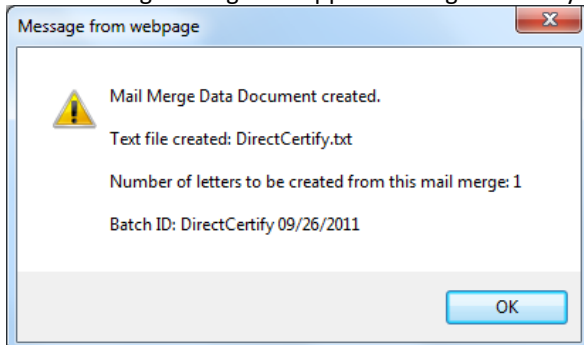 Message from webpage
Mail Merge Data Document created.
Text file created: DirectCertify.txt
Number of letters to be created from this mail merge: 1
Batch ID: DirectCertify 09/26/2011
OK